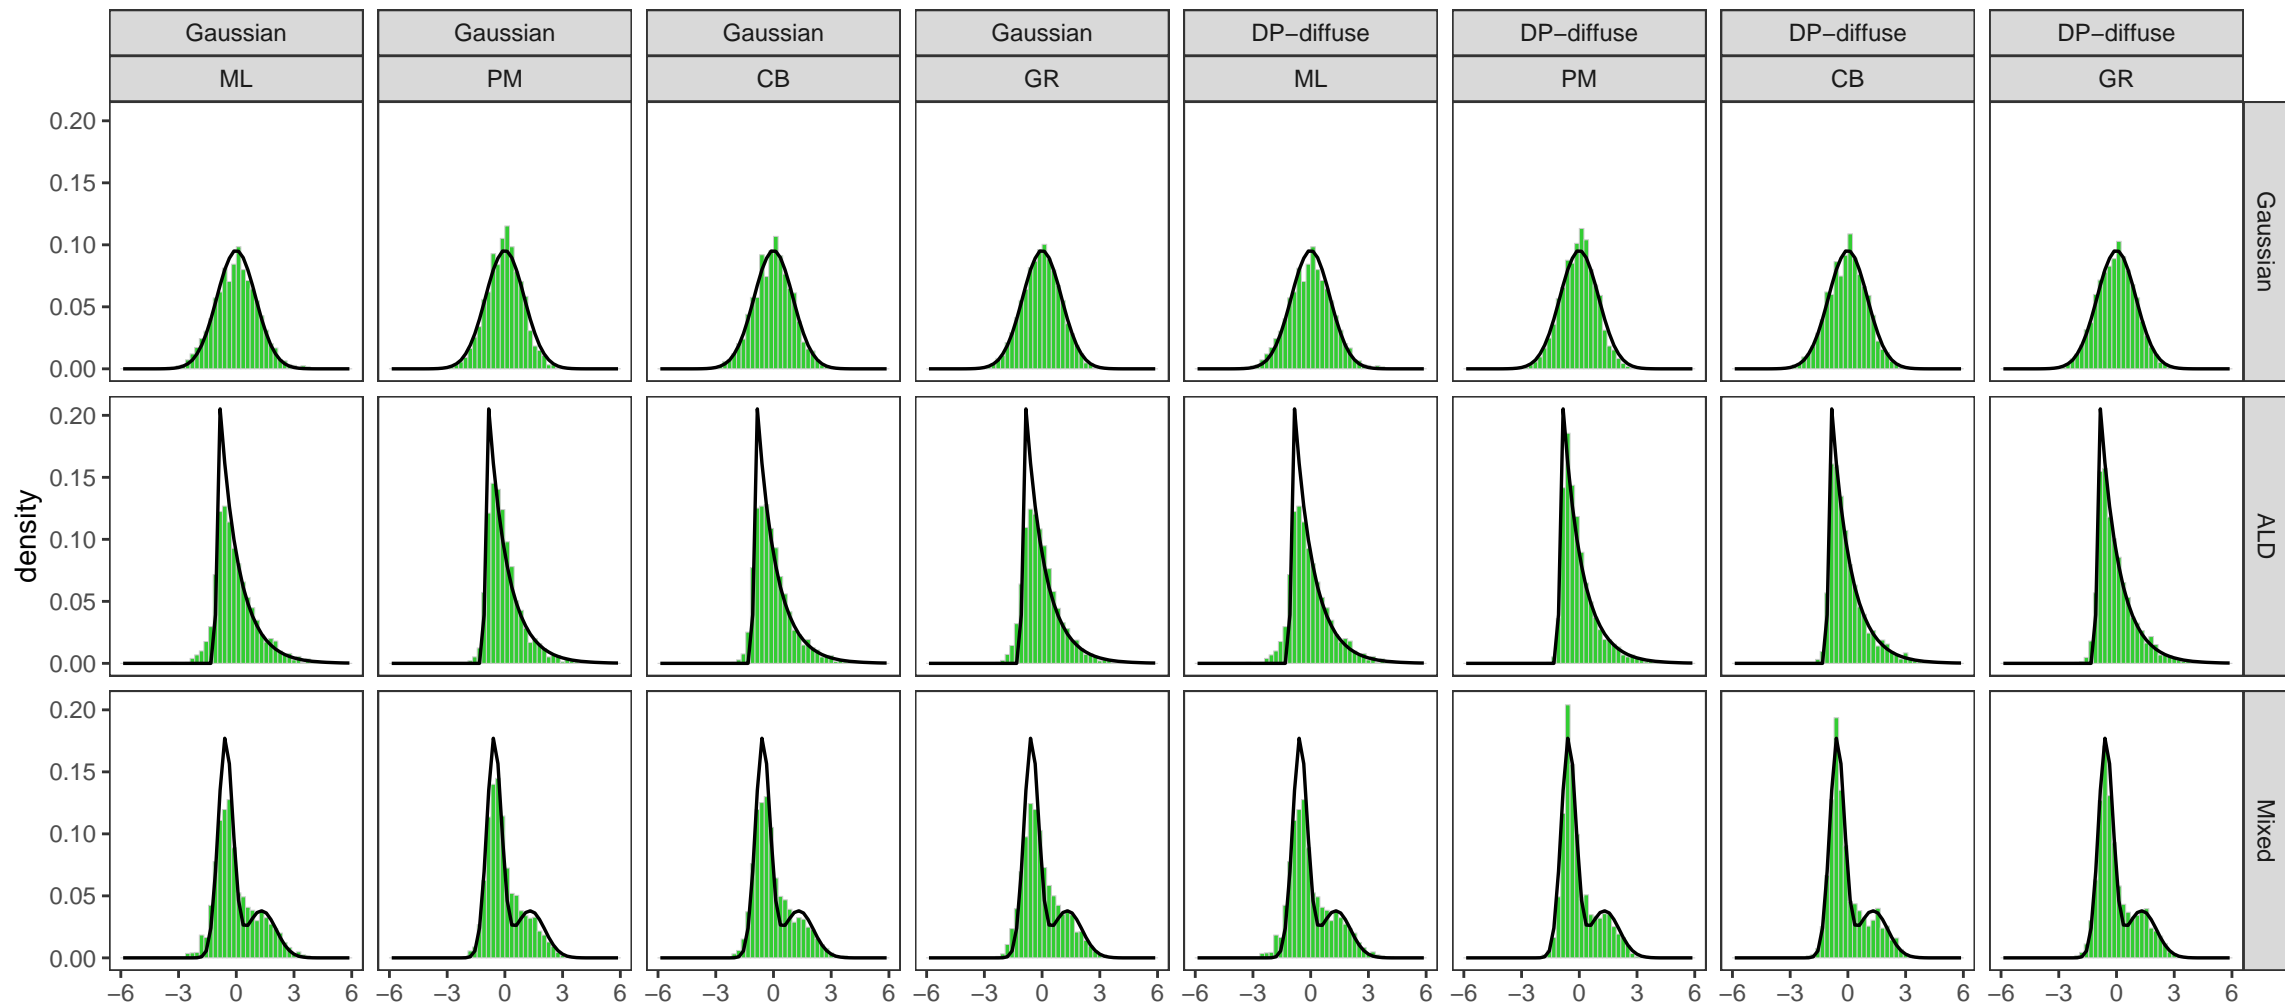 Gaussian Gaussian Gaussian Gaussian DP−diffuse DP−diffuse DP−diffuse DP−diffuse
ML PM CB GR ML PM CB GR
0.20
0.15
0.10
0.05
0.00
Gaussian
0.20
0.15
0.10
0.05
0.00
ALD
density
0.20
0.15
0.10
0.05
0.00
Mixed
−6 −3 0 3 6 −6 −3 0 3 6 −6 −3 0 3 6 −6 −3 0 3 6 −6 −3 0 3 6 −6 −3 0 3 6 −6 −3 0 3 6 −6 −3 0 3 6